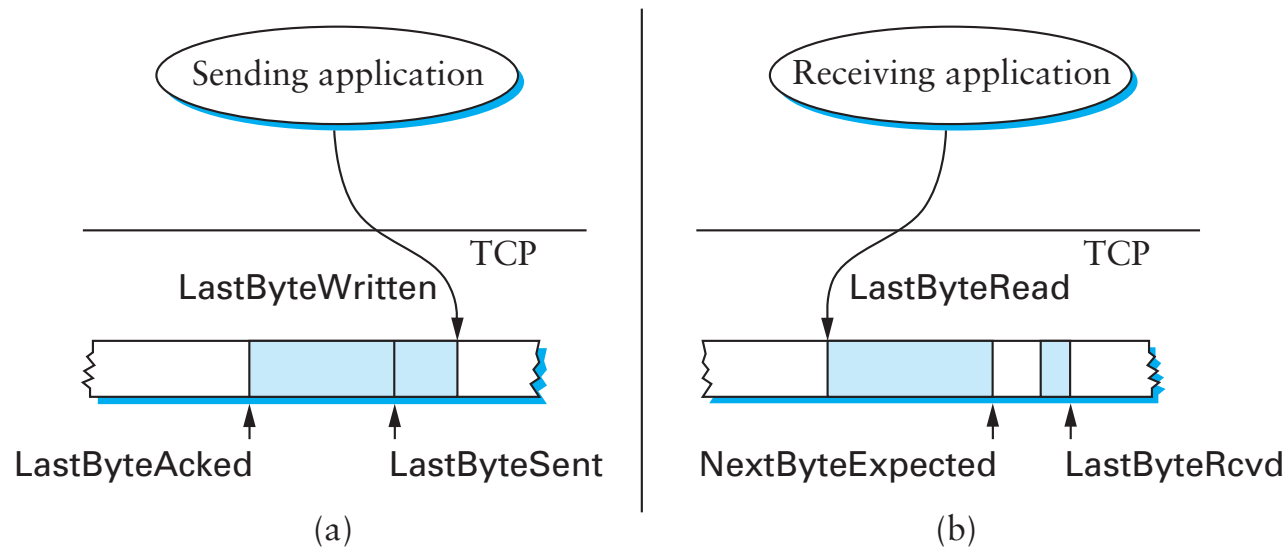 Sending application
TCP
LastByteWritten
LastByteAcked
LastByteSent
(a)
Receiving application
TCP
LastByteRead
NextByteExpected
LastByteRcvd
(b)